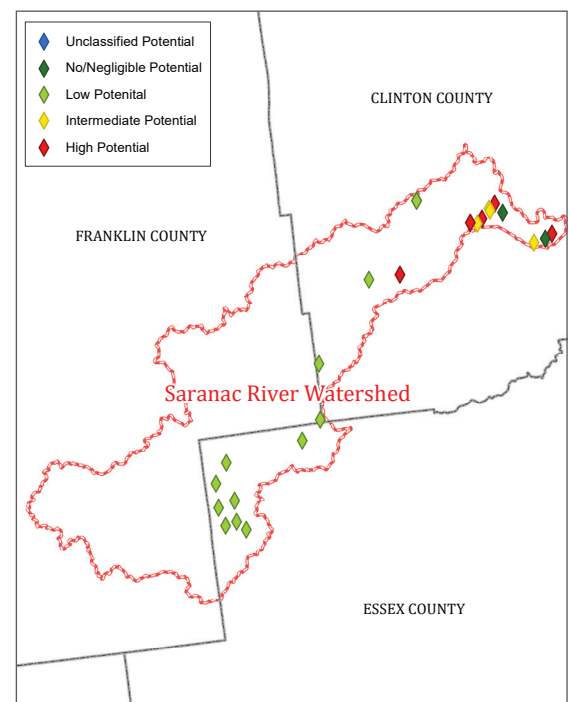 Unclassified Potential
No/Negligible Potential
Low Potenital
Intermediate Potential
High Potential
CLINTON COUNTY
FRANKLIN COUNTY
Saranac River Watershed
ESSEX COUNTY